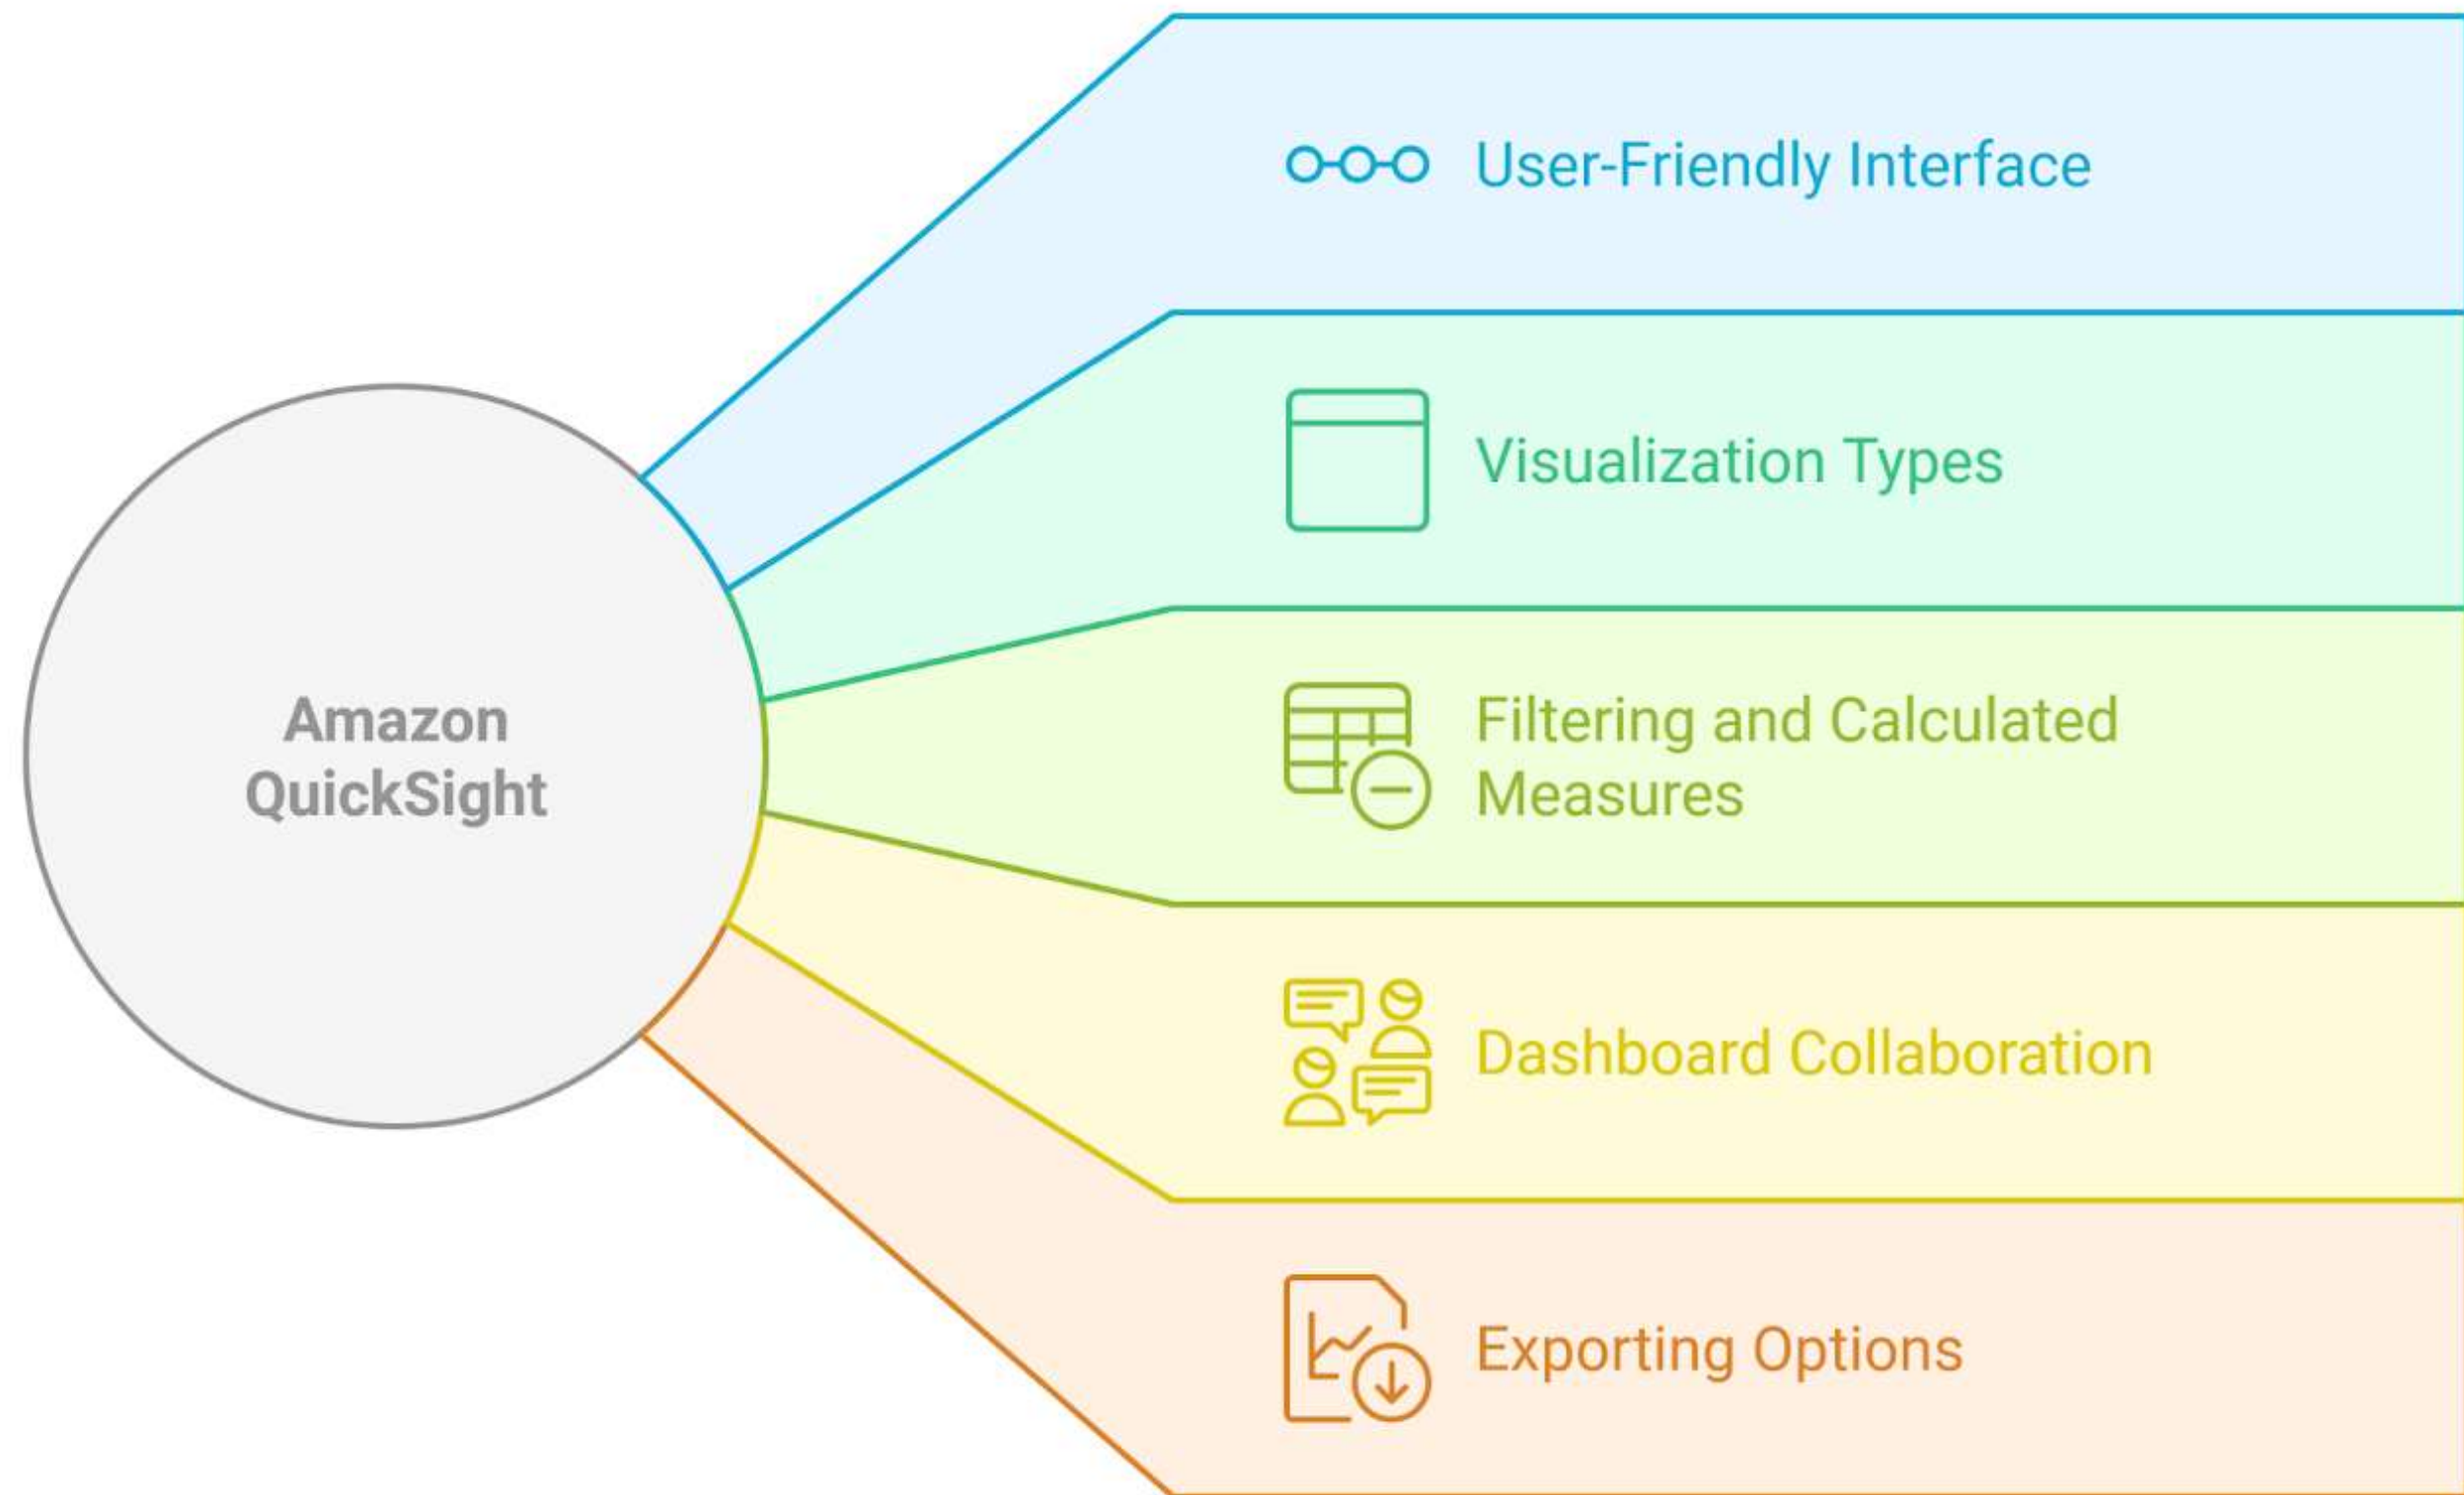 Amazon
QuickSight
User-Friendly Interface
Visualization Types
Filtering and Calculated
Measures
Dashboard Collaboration
Exporting Options